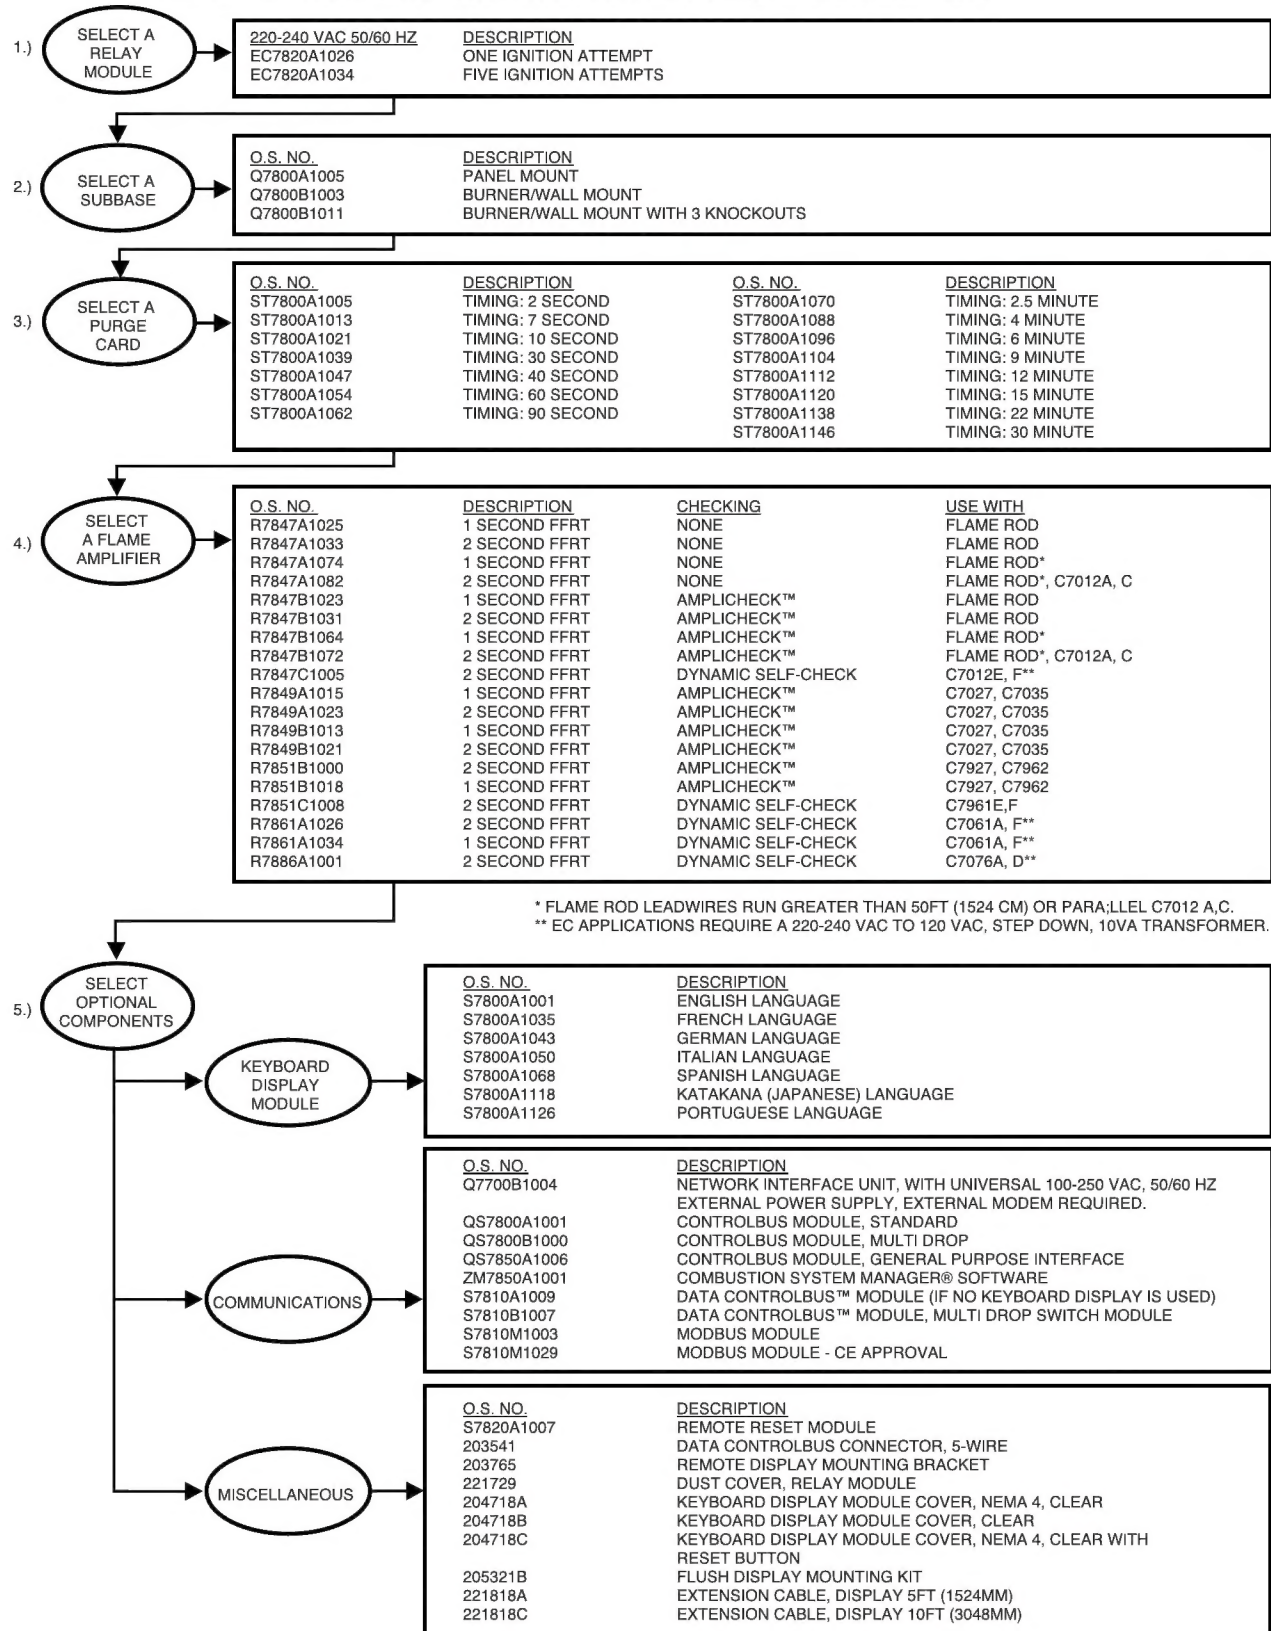 1.)
SELECT A
RELAY
MODULE
220-240 VAC 50/60 HZ DESCRIPTION
EC7820A1026 ONE IGNITION ATTEMPT
EC7820A1034 FIVE IGNITION ATTEMPTS
2.)
SELECT A
SUBBASE
O.S. NO. DESCRIPTION
Q7800A1005 PANEL MOUNT
Q7800B1003 BURNER/WALL MOUNT
Q7800B1011 BURNER/WALL MOUNT WITH 3 KNOCKOUTS
3.)
SELECT A
PURGE
CARD
O.S. NO. DESCRIPTION O.S. NO. DESCRIPTION
ST7800A1005 TIMING: 2 SECOND ST7800A1070 TIMING: 2.5 MINUTE
ST7800A1013 TIMING: 7 SECOND ST7800A1088 TIMING: 4 MINUTE
ST7800A1021 TIMING: 10 SECOND ST7800A1096 TIMING: 6 MINUTE
ST7800A1039 TIMING: 30 SECOND ST7800A1104 TIMING: 9 MINUTE
ST7800A1047 TIMING: 40 SECOND ST7800A1112 TIMING: 12 MINUTE
ST7800A1054 TIMING: 60 SECOND ST7800A1120 TIMING: 15 MINUTE
ST7800A1062 TIMING: 90 SECOND ST7800A1138 TIMING: 22 MINUTE
ST7800A1146 TIMING: 30 MINUTE
4.)
SELECT
A FLAME
AMPLIFIER
O.S. NO. DESCRIPTION CHECKING USE WITH
R7847A1025 1 SECOND FFRT NONE FLAME ROD
R7847A1033 2 SECOND FFRT NONE FLAME ROD
R7847A1074 1 SECOND FFRT NONE FLAME ROD*
R7847A1082 2 SECOND FFRT NONE FLAME ROD*, C7012A, C
R7847B1023 1 SECOND FFRT AMPLICHECK™ FLAME ROD
R7847B1031 2 SECOND FFRT AMPLICHECK™ FLAME ROD
R7847B1064 1 SECOND FFRT AMPLICHECK™ FLAME ROD*
R7847B1072 2 SECOND FFRT AMPLICHECK™ FLAME ROD*, C7012A, C
R7847C1005 2 SECOND FFRT DYNAMIC SELF-CHECK C7012E, F**
R7849A1015 1 SECOND FFRT AMPLICHECK™ C7027, C7035
R7849A1023 2 SECOND FFRT AMPLICHECK™ C7027, C7035
R7849B1013 1 SECOND FFRT AMPLICHECK™ C7027, C7035
R7849B1021 2 SECOND FFRT AMPLICHECK™ C7027, C7035
R7851B1000 2 SECOND FFRT AMPLICHECK™ C7927, C7962
R7851B1018 1 SECOND FFRT AMPLICHECK™ C7927, C7962
R7851C1008 2 SECOND FFRT DYNAMIC SELF-CHECK C7961E,F
R7861A1026 2 SECOND FFRT DYNAMIC SELF-CHECK C7061A, F**
R7861A1034 1 SECOND FFRT DYNAMIC SELF-CHECK C7061A, F**
R7886A1001 2 SECOND FFRT DYNAMIC SELF-CHECK C7076A, D**
* FLAME ROD LEADWIRES RUN GREATER THAN 50FT (1524 CM) OR PARA;LLEL C7012 A,C.
** EC APPLICATIONS REQUIRE A 220-240 VAC TO 120 VAC, STEP DOWN, 10VA TRANSFORMER.
5.)
SELECT
OPTIONAL
COMPONENTS
KEYBOARD
DISPLAY
MODULE
O.S. NO. DESCRIPTION
S7800A1001 ENGLISH LANGUAGE
S7800A1035 FRENCH LANGUAGE
S7800A1043 GERMAN LANGUAGE
S7800A1050 ITALIAN LANGUAGE
S7800A1068 SPANISH LANGUAGE
S7800A1118 KATAKANA (JAPANESE) LANGUAGE
S7800A1126 PORTUGUESE LANGUAGE
COMMUNICATIONS
O.S. NO. DESCRIPTION
Q7700B1004 NETWORK INTERFACE UNIT, WITH UNIVERSAL 100-250 VAC, 50/60 HZ
EXTERNAL POWER SUPPLY, EXTERNAL MODEM REQUIRED.
QS7800A1001 CONTROLBUS MODULE, STANDARD
QS7800B1000 CONTROLBUS MODULE, MULTI DROP
QS7850A1006 CONTROLBUS MODULE, GENERAL PURPOSE INTERFACE
ZM7850A1001 COMBUSTION SYSTEM MANAGER® SOFTWARE
S7810A1009 DATA CONTROLBUS™ MODULE (IF NO KEYBOARD DISPLAY IS USED)
S7810B1007 DATA CONTROLBUS™ MODULE, MULTI DROP SWITCH MODULE
S7810M1003 MODBUS MODULE
S7810M1029 MODBUS MODULE - CE APPROVAL
MISCELLANEOUS
O.S. NO. DESCRIPTION
S7820A1007 REMOTE RESET MODULE
203541 DATA CONTROLBUS CONNECTOR, 5-WIRE
203765 REMOTE DISPLAY MOUNTING BRACKET
221729 DUST COVER, RELAY MODULE
204718A KEYBOARD DISPLAY MODULE COVER, NEMA 4, CLEAR
204718B KEYBOARD DISPLAY MODULE COVER, CLEAR
204718C KEYBOARD DISPLAY MODULE COVER, NEMA 4, CLEAR WITH
RESET BUTTON
205321B FLUSH DISPLAY MOUNTING KIT
221818A EXTENSION CABLE, DISPLAY 5FT (1524MM)
221818C EXTENSION CABLE, DISPLAY 10FT (3048MM)